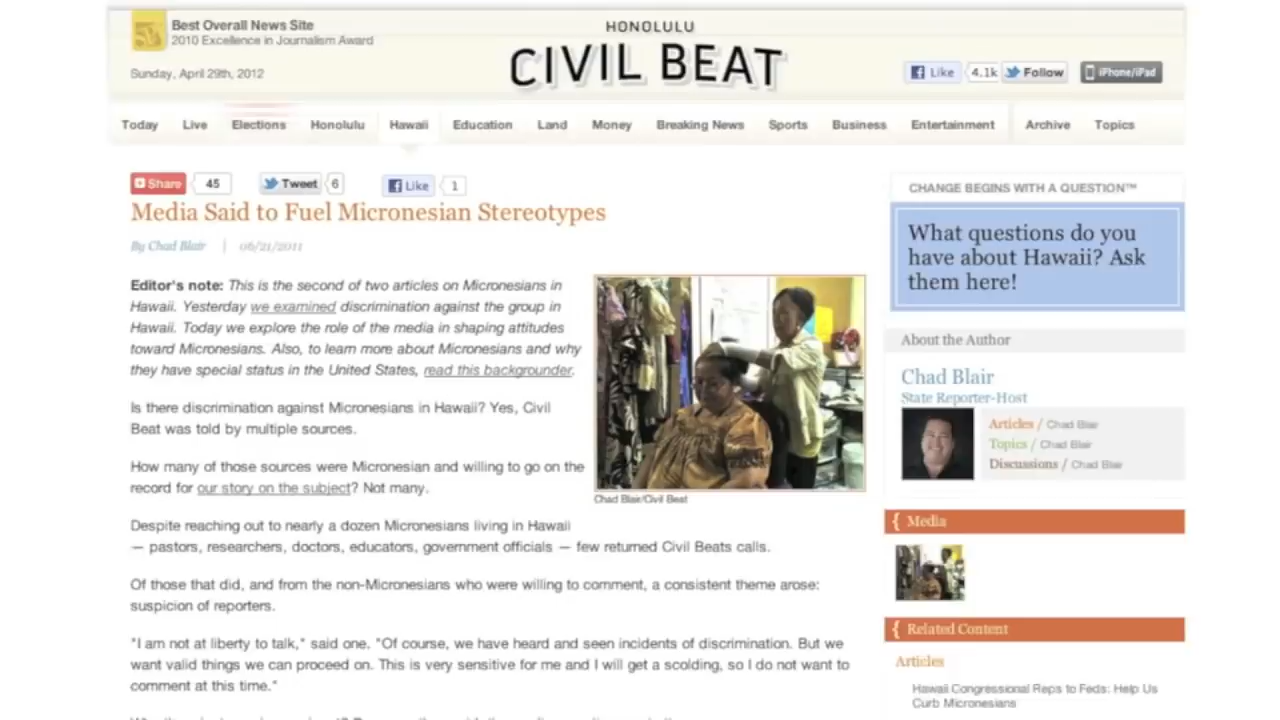 Best Overall News Site
2010 Excellence in Journalism Award
Sunday, April 29th, 2012
HONOLULU
CIVIL BEAT
Like
4.1k
Follow
iPhone/iPad
Today
Live
Elections
Honolulu
Hawaii
Education
Land
Money
Breaking News
Sports
Business
Entertainment
Archive
Topics
Share
45
Tweet
6
Like
1
Media Said to Fuel Micronesian Stereotypes
By Chad Blair | 06/21/2011
Editor's note: This is the second of two articles on Micronesians in
Hawaii. Yesterday we examined discrimination against the group in
Hawaii. Today we explore the role of the media in shaping attitudes
toward Micronesians. Also, to learn more about Micronesians and why
they have special status in the United States, read this backgrounder.
Is there discrimination against Micronesians in Hawaii? Yes, Civil
Beat was told by multiple sources.
How many of those sources were Micronesian and willing to go on the
record for our story on the subject? Not many.
Chad Blair/Civil Beat
Despite reaching out to nearly a dozen Micronesians living in Hawaii
— pastors, researchers, doctors, educators, government officials — few returned Civil Beats calls.
Of those that did, and from the non-Micronesians who were willing to comment, a consistent theme arose:
suspicion of reporters.
"I am not at liberty to talk," said one. "Of course, we have heard and seen incidents of discrimination. But we
want valid things we can proceed on. This is very sensitive for me and I will get a scolding, so I do not want to
comment at this time."
CHANGE BEGINS WITH A QUESTION™
What questions do you
have about Hawaii? Ask
them here!
About the Author
Chad Blair
State Reporter-Host
Articles / Chad Blair
Topics / Chad Blair
Discussions / Chad Blair
{ Media
{ Related Content
Articles
Hawaii Congressional Reps to Feds: Help Us
Curb Micronesians